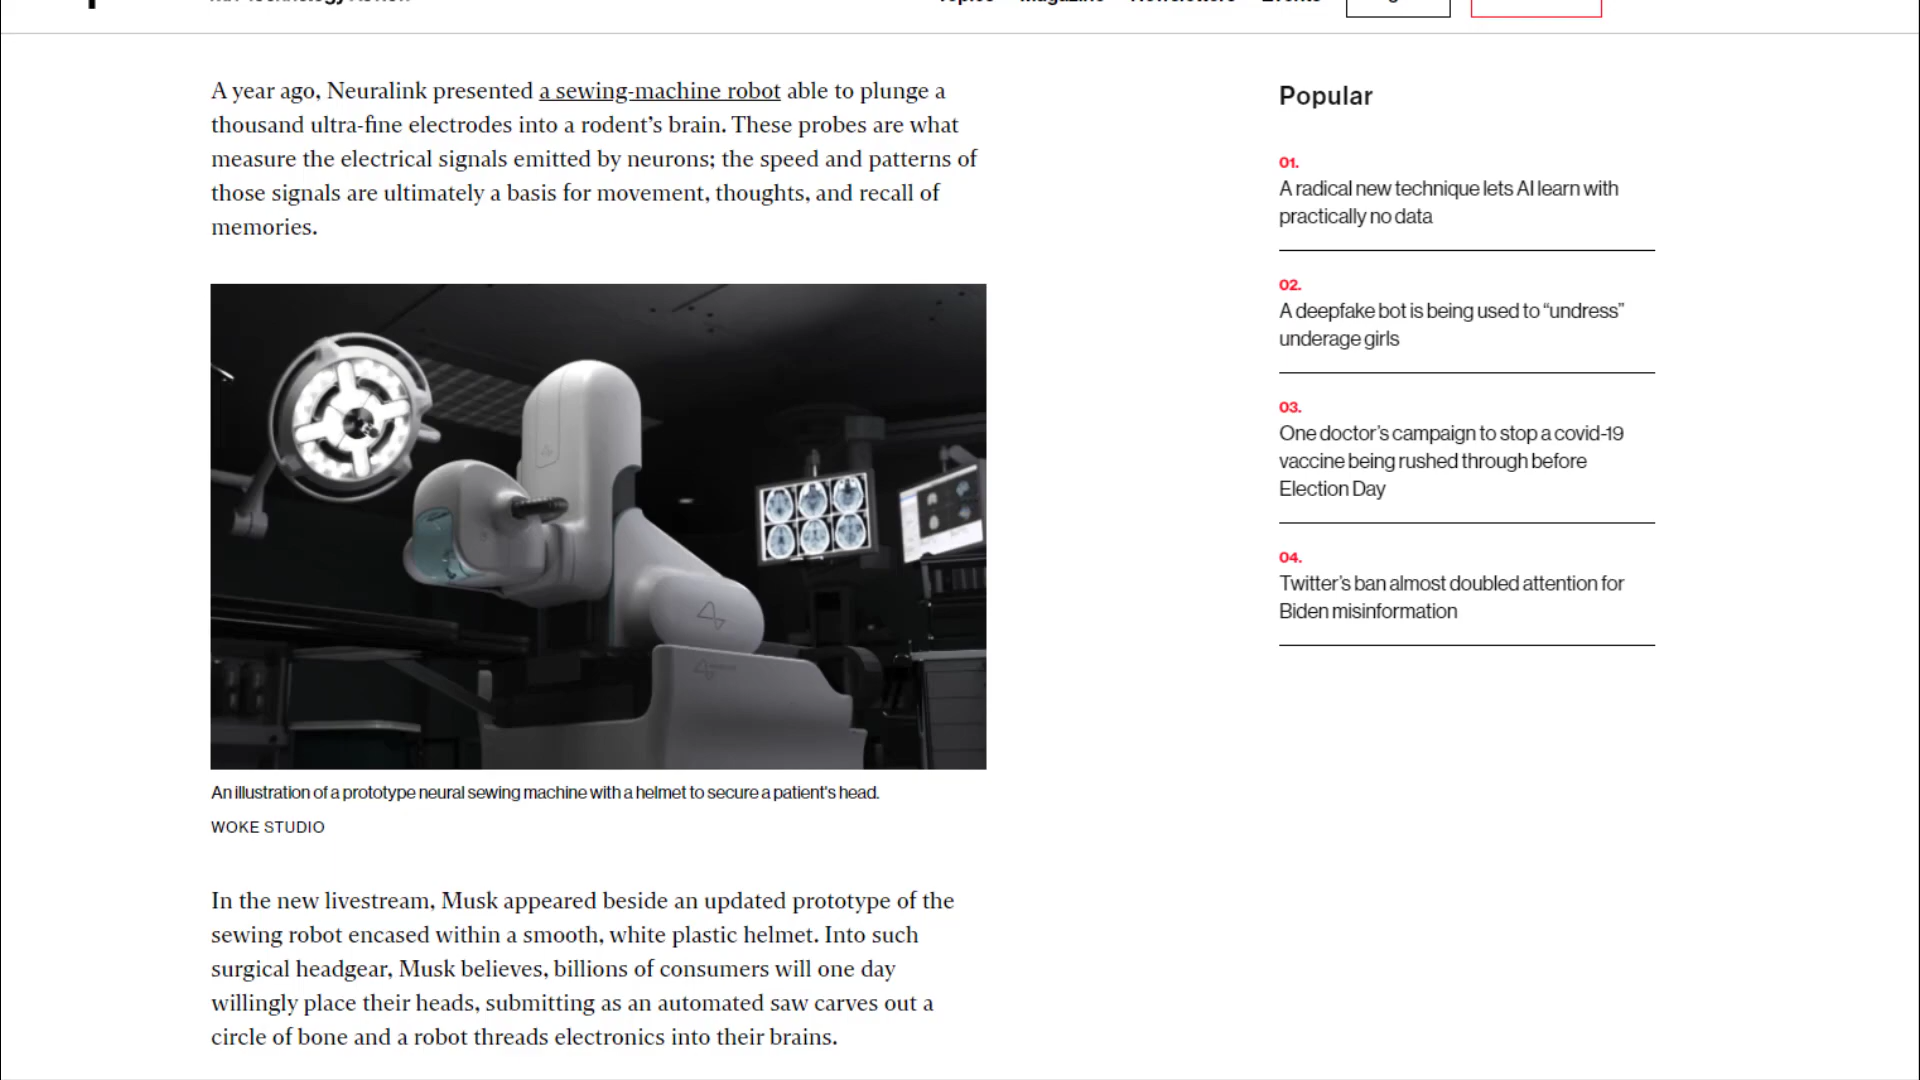 MIT Technology Review
Topics Magazine Newsletters Events
A year ago, Neuralink presented a sewing-machine robot able to plunge a
thousand ultra-fine electrodes into a rodent’s brain. These probes are what
measure the electrical signals emitted by neurons; the speed and patterns of
those signals are ultimately a basis for movement, thoughts, and recall of
memories.
An illustration of a prototype neural sewing machine with a helmet to secure a patient's head.
WOKE STUDIO
In the new livestream, Musk appeared beside an updated prototype of the
sewing robot encased within a smooth, white plastic helmet. Into such
surgical headgear, Musk believes, billions of consumers will one day
willingly place their heads, submitting as an automated saw carves out a
circle of bone and a robot threads electronics into their brains.
Popular
01.
A radical new technique lets AI learn with
practically no data
02.
A deepfake bot is being used to “undress”
underage girls
03.
One doctor’s campaign to stop a covid-19
vaccine being rushed through before
Election Day
04.
Twitter’s ban almost doubled attention for
Biden misinformation